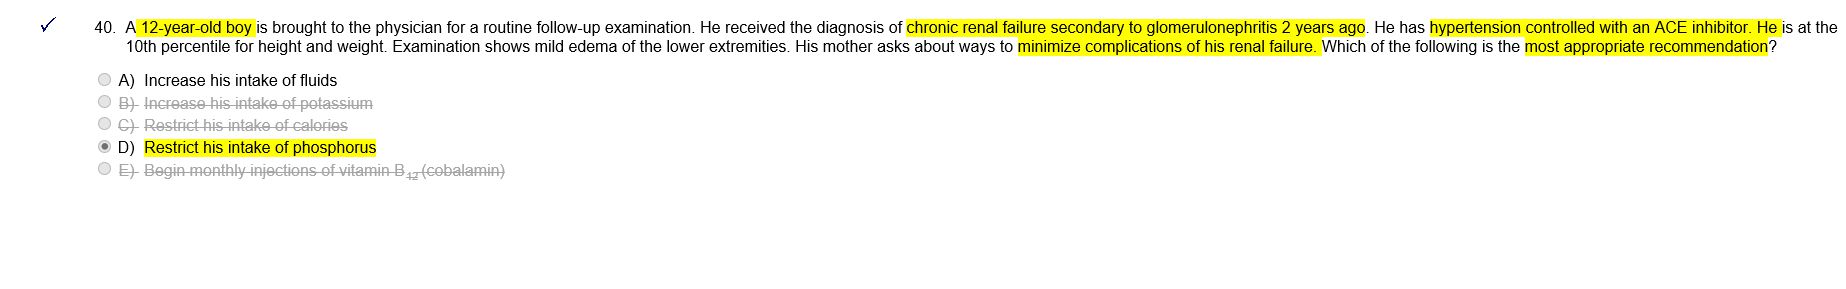 40. A 12-year-old boy is brought to the physician for a routine follow-up examination. He received the diagnosis of chronic renal failure secondary to glomerulonephritis 2 years ago. He has hypertension controlled with an ACE inhibitor. He is at the
10th percentile for height and weight. Examination shows mild edema of the lower extremities. His mother asks about ways to minimize complications of his renal failure. Which of the following is the most appropriate recommendation?
A) Increase his intake of fluids
B) Increase his intake of potassium
C) Restrict his intake of calories
D) Restrict his intake of phosphorus
E) Begin monthly injections of vitamin B12 (cobalamin)